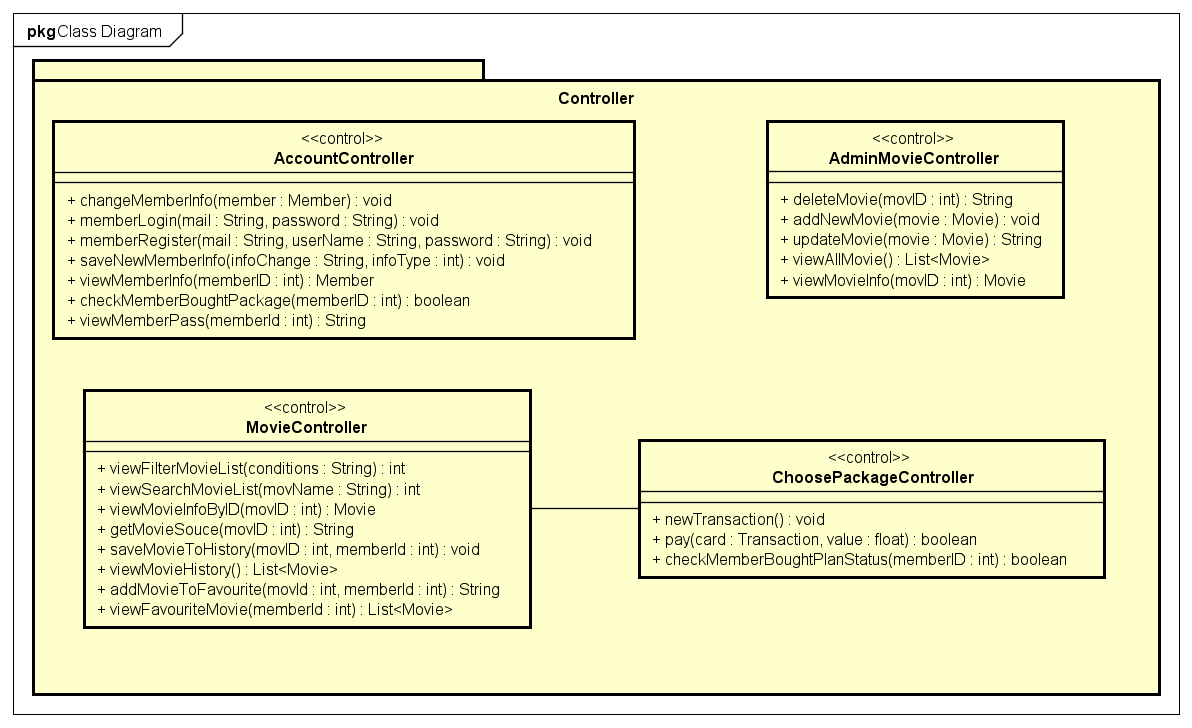 pkg Class Diagram
Controller
<<control>>
AccountController
+ changeMemberInfo(member : Member) : void
+ memberLogin(mail : String, password : String) : void
+ memberRegister(mail : String, userName : String, password : String) : void
+ saveNewMemberInfo(infoChange : String, infoType : int) : void
+ viewMemberInfo(memberID : int) : Member
+ checkMemberBoughtPackage(memberID : int) : boolean
+ viewMemberPass(memberId : int) : String
<<control>>
AdminMovieController
+ deleteMovie(movID : int) : String
+ addNewMovie(movie : Movie) : void
+ updateMovie(movie : Movie) : String
+ viewAllMovie() : List<Movie>
+ viewMovieInfo(movID : int) : Movie
<<control>>
MovieController
+ viewFilterMovieList(conditions : String) : int
+ viewSearchMovieList(movName : String) : int
+ viewMovieInfoByID(movID : int) : Movie
+ getMovieSouce(movID : int) : String
+ saveMovieToHistory(movID : int, memberId : int) : void
+ viewMovieHistory() : List<Movie>
+ addMovieToFavourite(movId : int, memberId : int) : String
+ viewFavouriteMovie(memberId : int) : List<Movie>
<<control>>
ChoosePackageController
+ newTransaction() : void
+ pay(card : Transaction, value : float) : boolean
+ checkMemberBoughtPlanStatus(memberID : int) : boolean